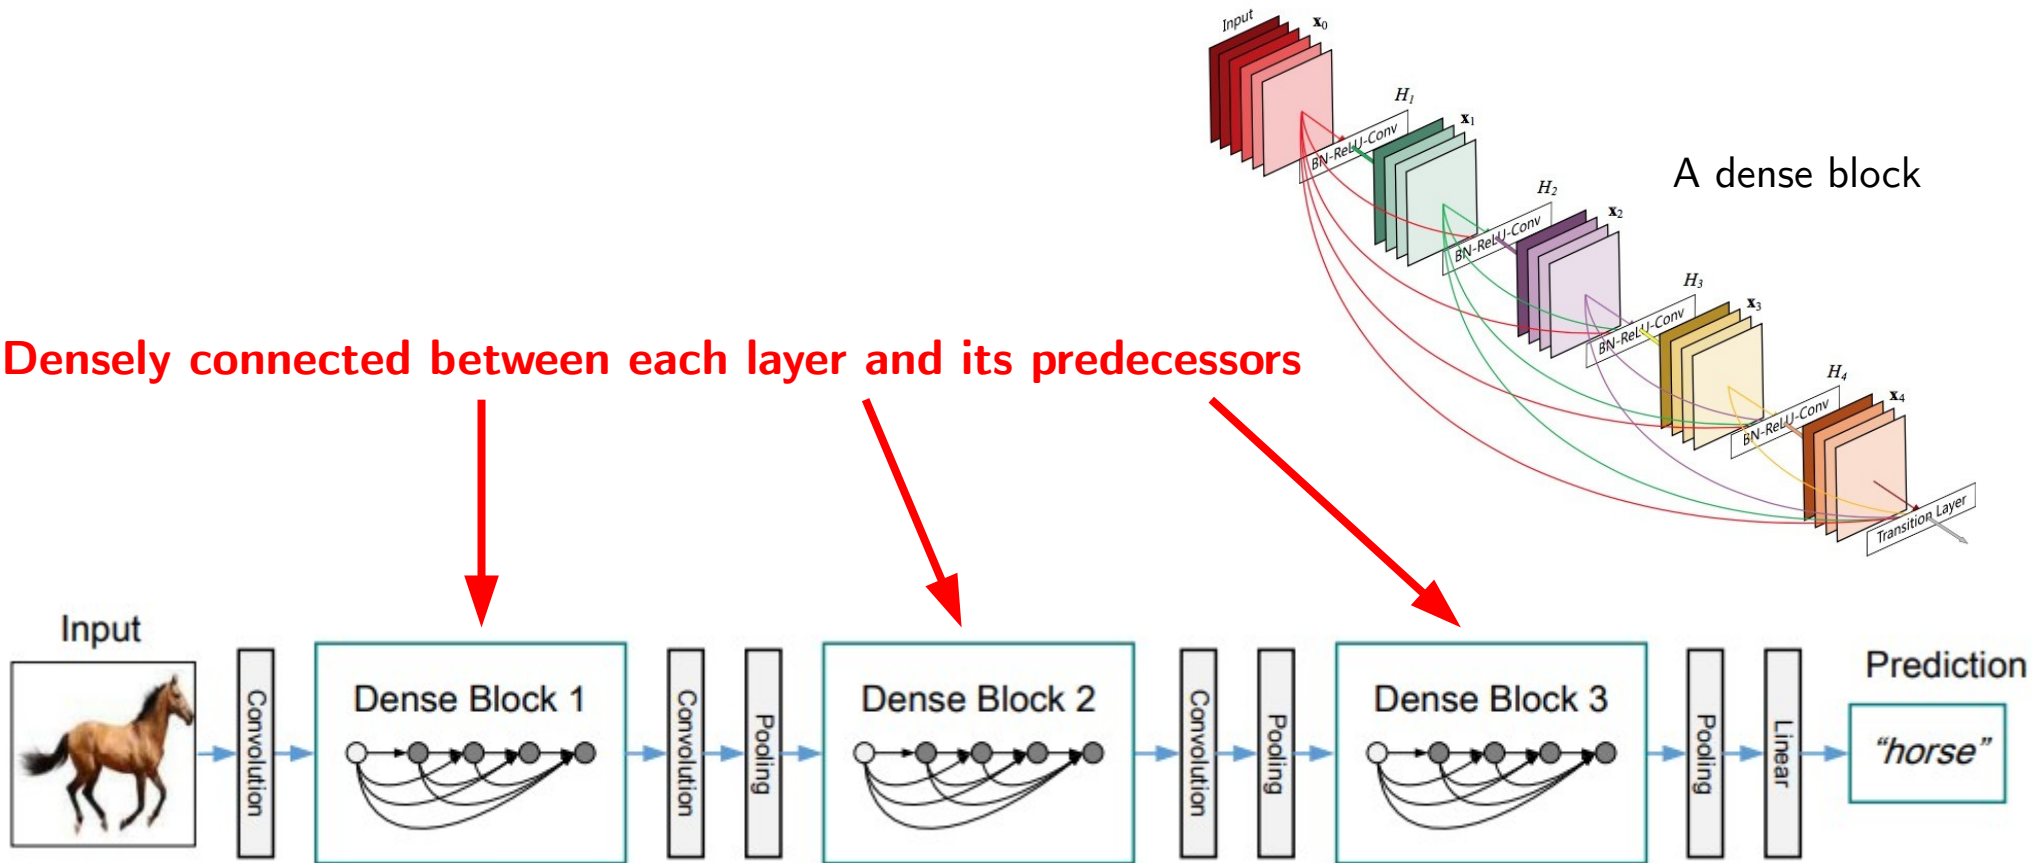 Input
x0
H1
BN-ReLU-Conv
x1
H2
BN-ReLU-Conv
x2
A dense block
H3
BN-ReLU-Conv
x3
H4
BN-ReLU-Conv
x4
Transition Layer
Densely connected between each layer and its predecessors
Input
Convolution
Dense Block 1
Convolution
Pooling
Dense Block 2
Convolution
Pooling
Dense Block 3
Pooling
Linear
Prediction
“horse”